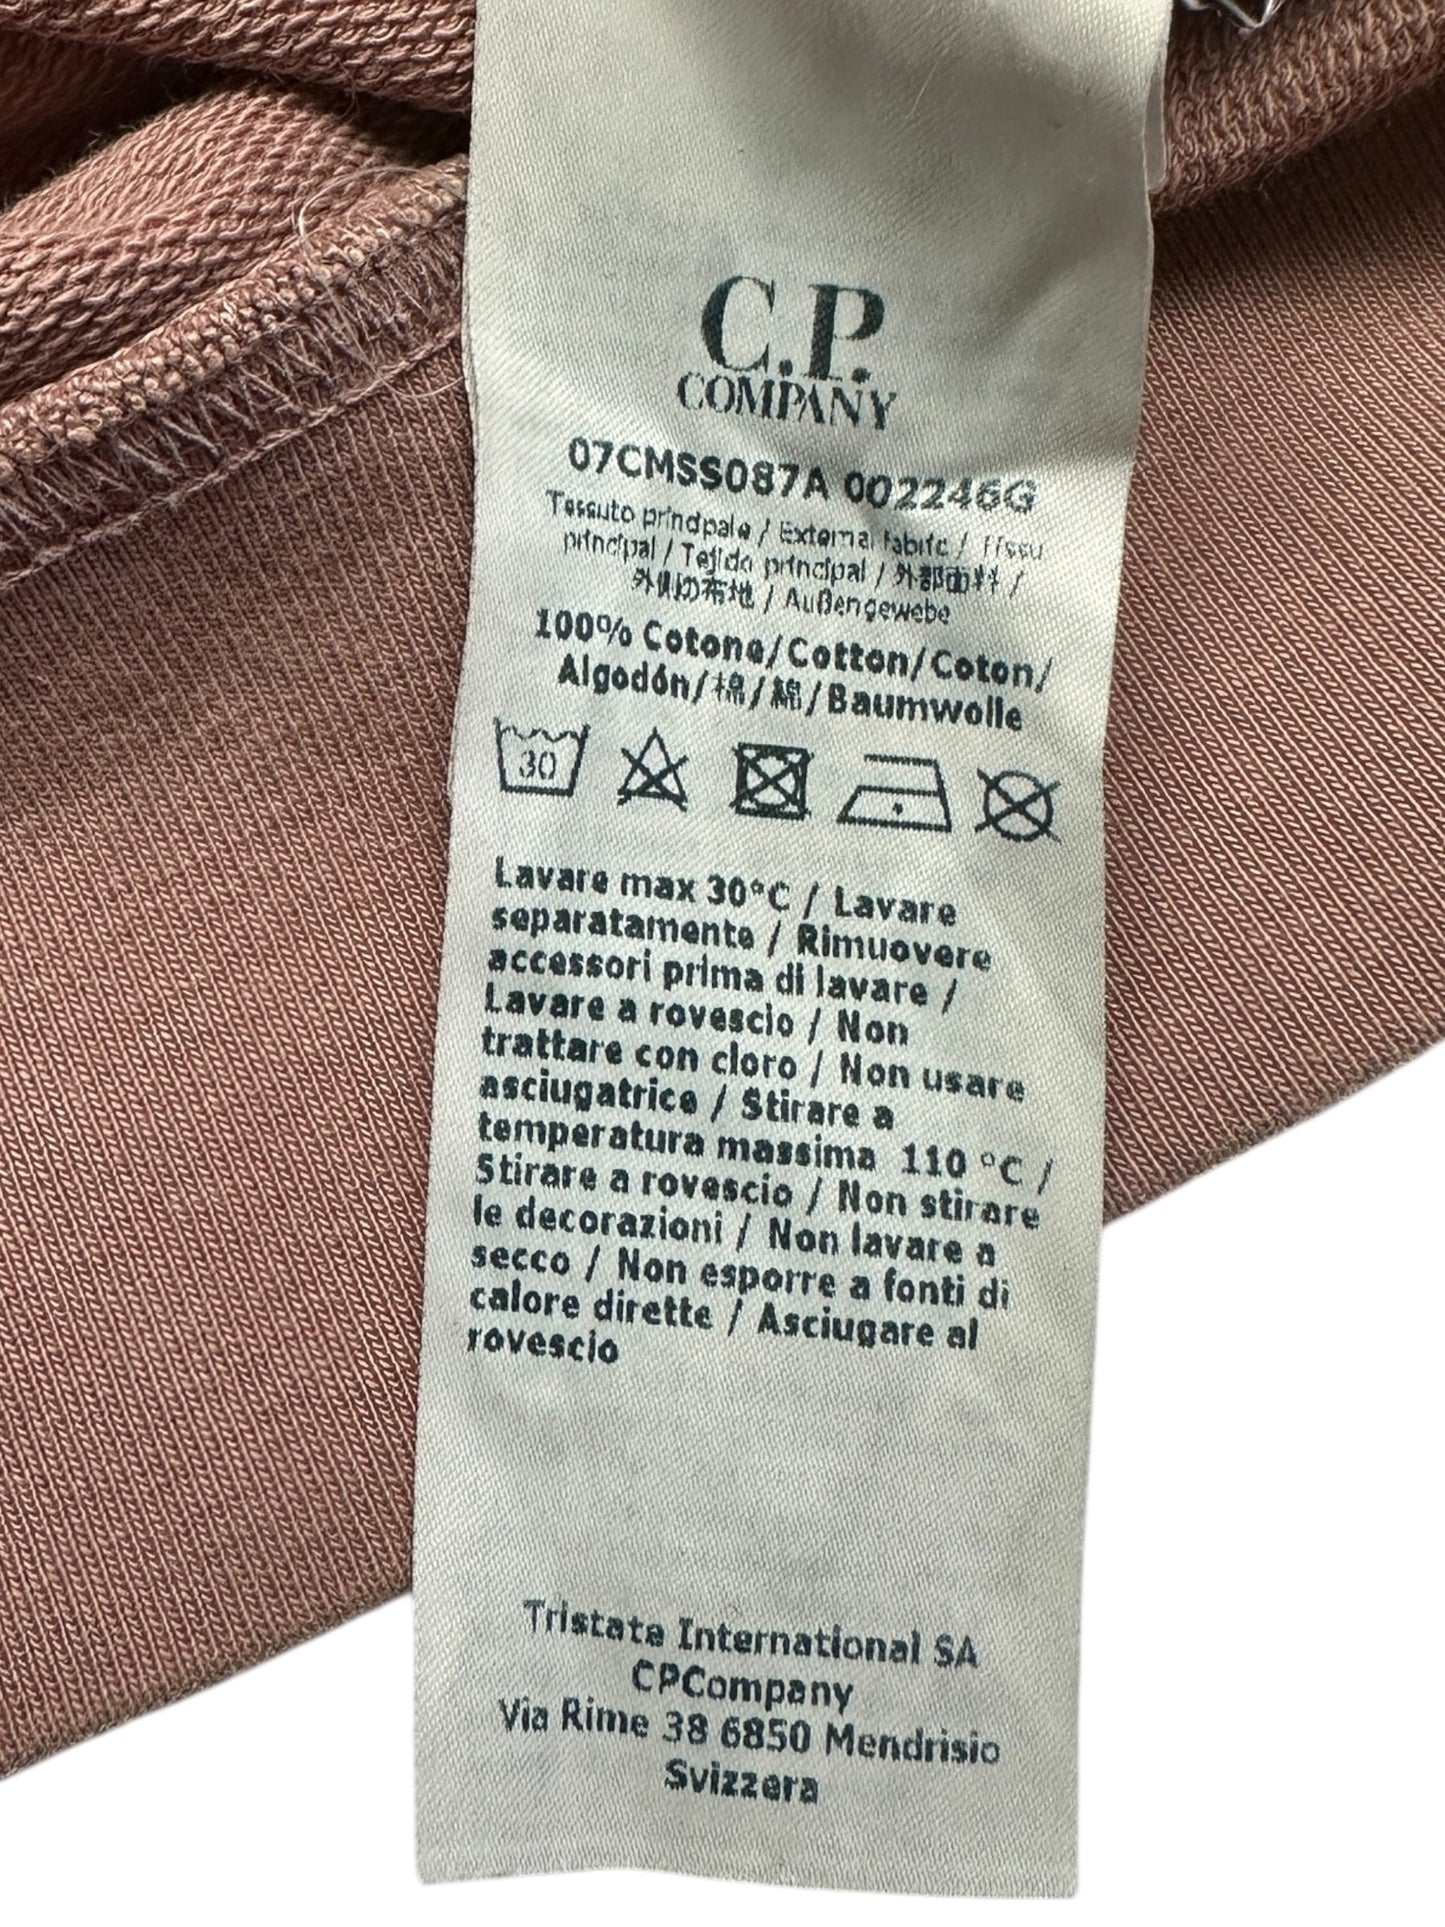 C.P.
COMPANY
07CMSS087A 002246G
Tessuto principale / External fabric / Tissu
principal / Tejido principal / 外部面料 /
外側の布地 / Außengewebe
100% Cotone/Cotton/Coton/
Algodón/棉/綿/Baumwolle
30
Lavare max 30°C / Lavare
separatamente / Rimuovere
accessori prima di lavare /
Lavare a rovescio / Non
trattare con cloro / Non usare
asciugatrice / Stirare a
temperatura massima 110 °C /
Stirare a rovescio / Non stirare
le decorazioni / Non lavare a
secco / Non esporre a fonti di
calore dirette / Asciugare al
rovescio
Tristate International SA
CPCompany
Via Rime 38 6850 Mendrisio
Svizzera